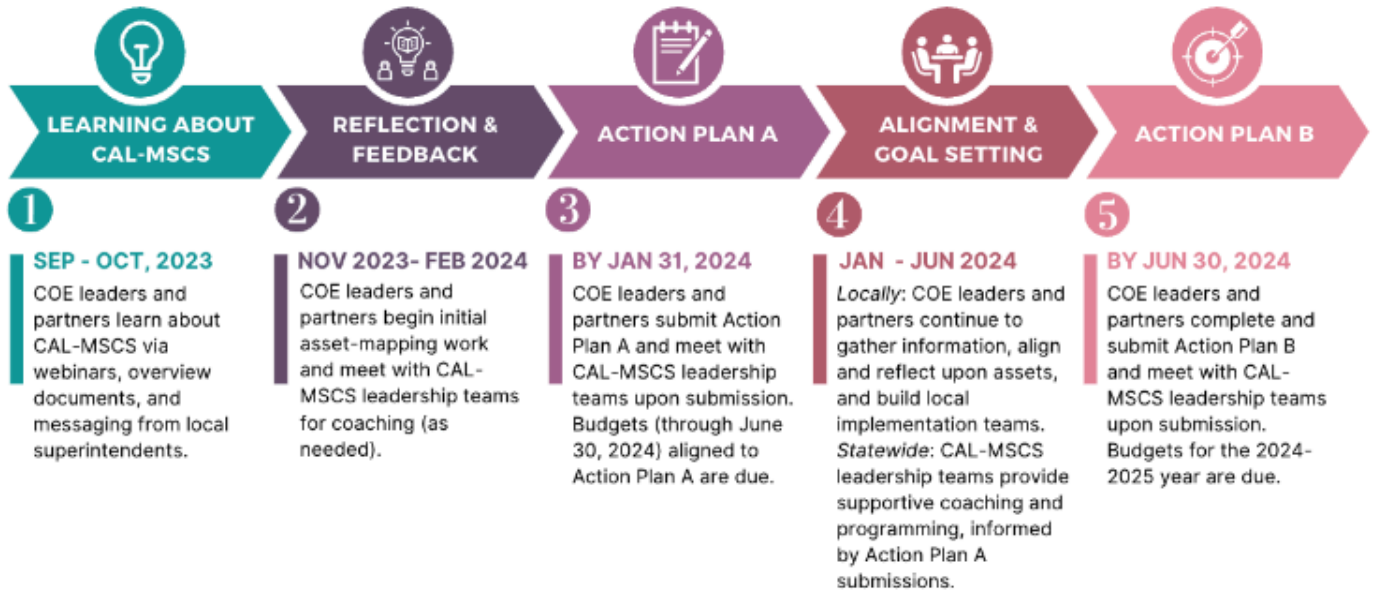 LEARNING ABOUT
CAL-MSCS
REFLECTION &
FEEDBACK
ACTION PLAN A
ALIGNMENT &
GOAL SETTING
ACTION PLAN B
1
SEP - OCT, 2023
COE leaders and
partners learn about
CAL-MSCS via
webinars, overview
documents, and
messaging from local
superintendents.
2
NOV 2023- FEB 2024
COE leaders and
partners begin initial
asset-mapping work
and meet with CAL-
MSCS leadership teams
for coaching (as
needed).
3
BY JAN 31, 2024
COE leaders and
partners submit Action
Plan A and meet with
CAL-MSCS leadership
teams upon submission.
Budgets (through June
30, 2024) aligned to
Action Plan A are due.
4
JAN - JUN 2024
Locally: COE leaders and
partners continue to
gather information, align
and reflect upon assets,
and build local
implementation teams.
Statewide: CAL-MSCS
leadership teams provide
supportive coaching and
programming, informed
by Action Plan A
submissions.
5
BY JUN 30, 2024
COE leaders and
partners complete and
submit Action Plan B
and meet with CAL-
MSCS leadership teams
upon submission.
Budgets for the 2024-
2025 year are due.